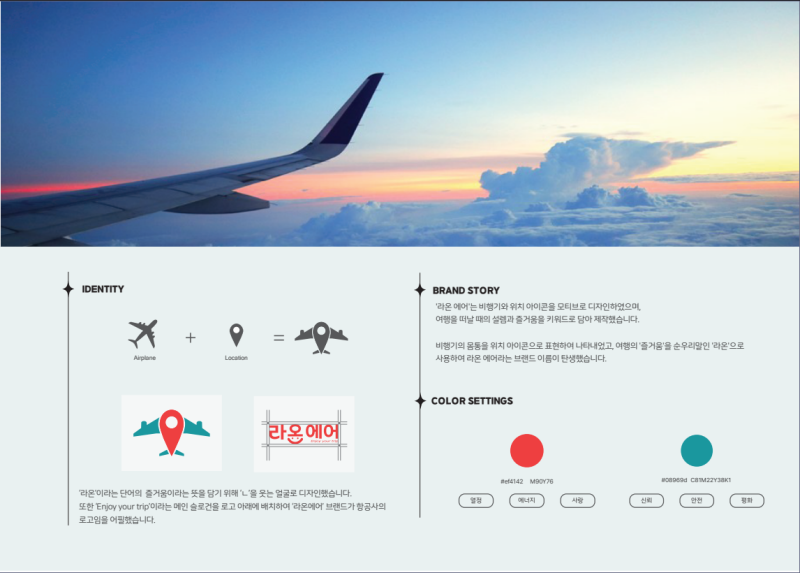 IDENTITY
Airplane
+
Location
=
라온에어
Enjoy your trip
'라온'이라는 단어의 즐거움이라는 뜻을 담기 위해 'ㄴ'을 웃는 얼굴로 디자인했습니다.
또한 'Enjoy your trip'이라는 메인 슬로건을 로고 아래에 배치하여 '라온에어' 브랜드가 항공사의
로고임을 어필했습니다.
BRAND STORY
'라온 에어'는 비행기와 위치 아이콘을 모티브로 디자인하였으며,
여행을 떠날 때의 설렘과 즐거움을 키워드로 담아 제작했습니다.
비행기의 몸통을 위치 아이콘으로 표현하여 나타내었고, 여행의 '즐거움'을 순우리말인 '라온'으로
사용하여 라온 에어라는 브랜드 이름이 탄생했습니다.
COLOR SETTINGS
#ef4142 M90Y76
#08969d C81M22Y38K1
열정 에너지 사랑
신뢰 안전 평화